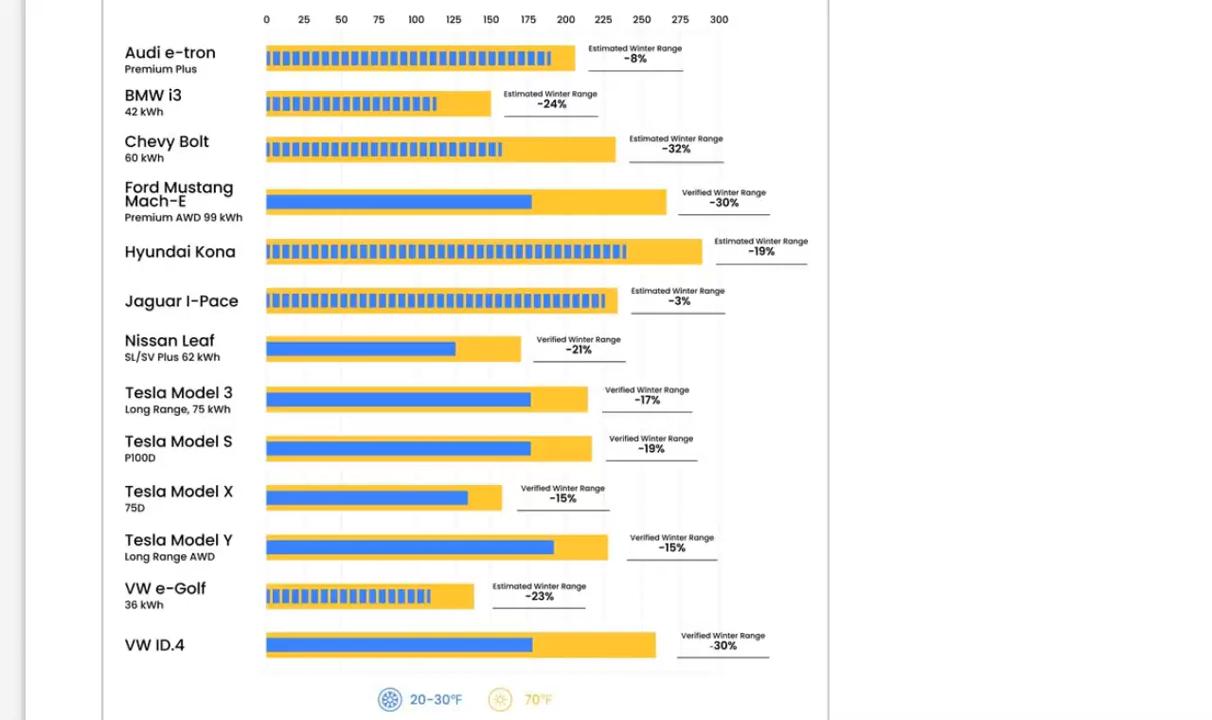 0 25 50 75 100 125 150 175 200 225 250 275 300
Audi e-tron
Premium Plus
Estimated Winter Range
-8%
BMW i3
42 kWh
Estimated Winter Range
-24%
Chevy Bolt
60 kWh
Estimated Winter Range
-32%
Ford Mustang
Mach-E
Premium AWD 99 kWh
Verified Winter Range
-30%
Hyundai Kona
Estimated Winter Range
-19%
Jaguar I-Pace
Estimated Winter Range
-3%
Nissan Leaf
SL/SV Plus 62 kWh
Verified Winter Range
-21%
Tesla Model 3
Long Range, 75 kWh
Verified Winter Range
-17%
Tesla Model S
P100D
Verified Winter Range
-19%
Tesla Model X
75D
Verified Winter Range
-15%
Tesla Model Y
Long Range AWD
Verified Winter Range
-15%
VW e-Golf
36 kWh
Estimated Winter Range
-23%
VW ID.4
Verified Winter Range
-30%
20-30°F 70°F